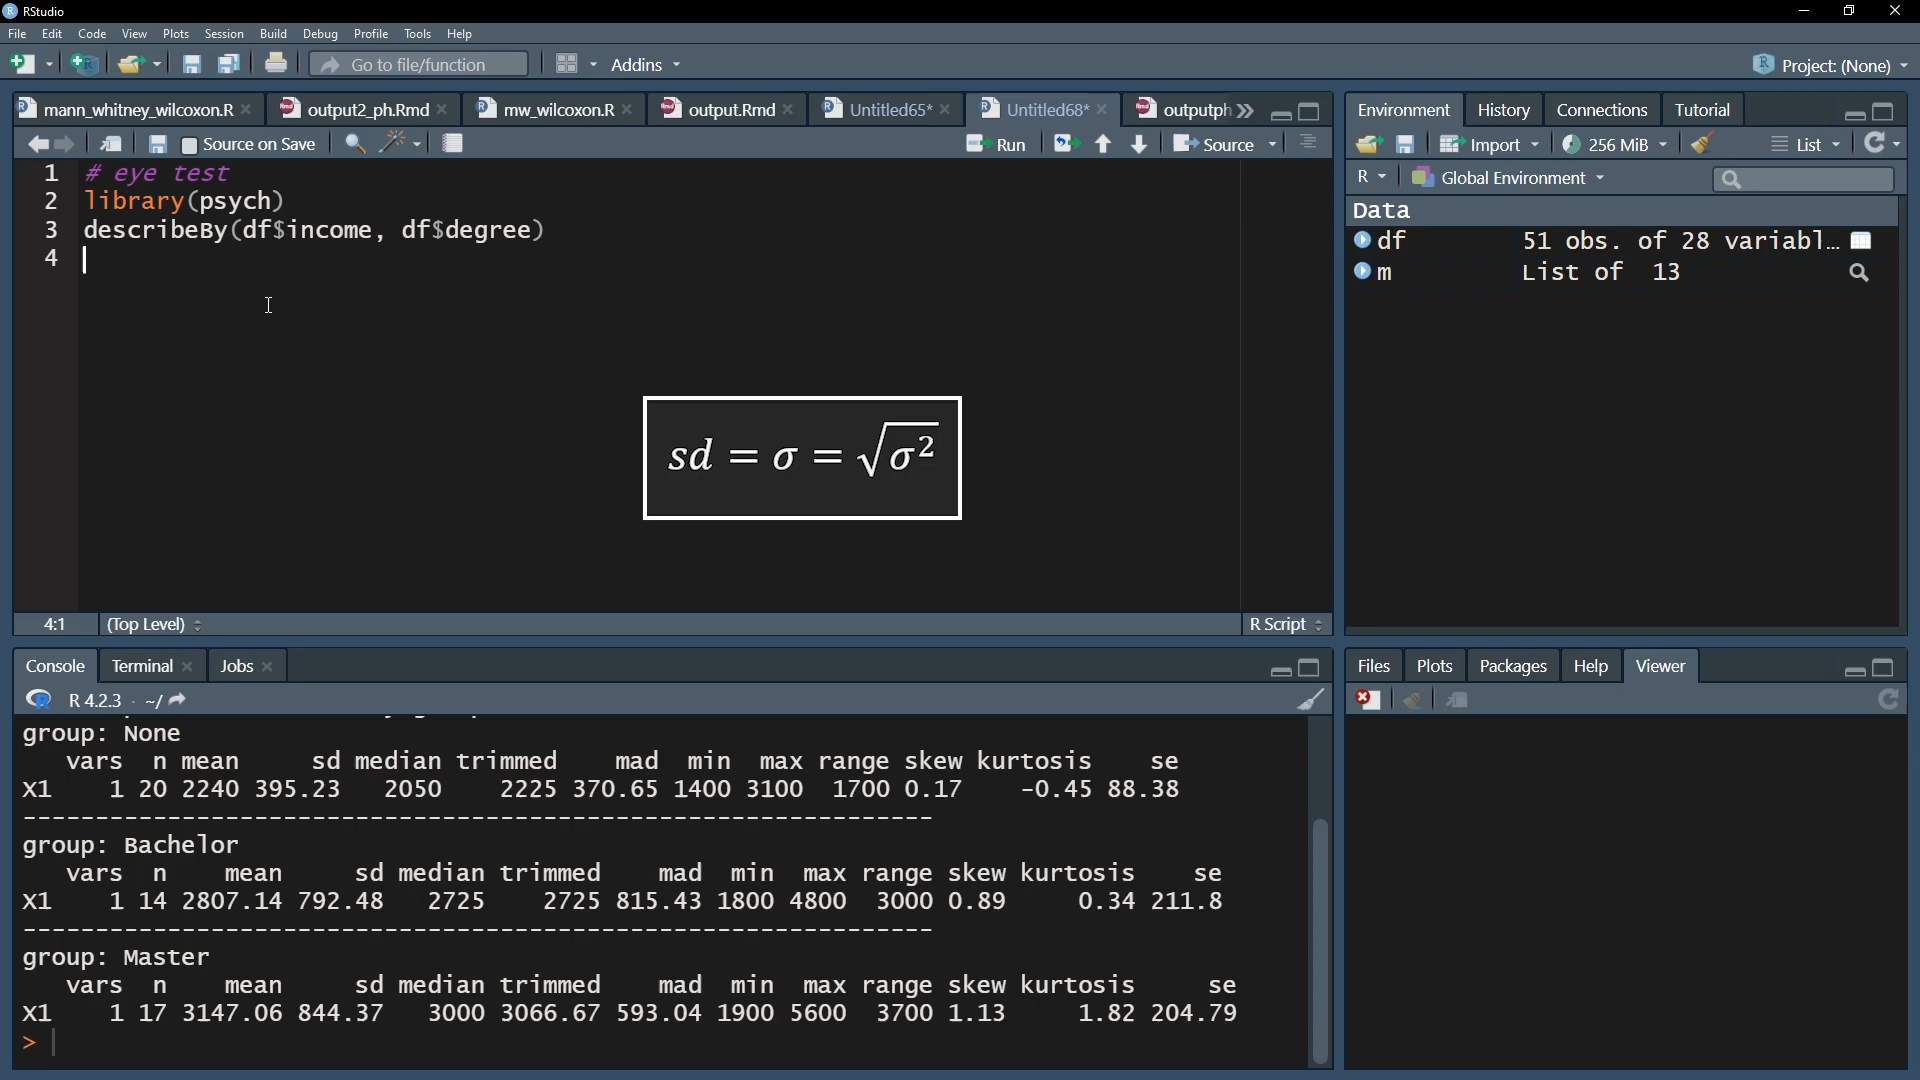 RStudio
File Edit Code View Plots Session Build Debug Profile Tools Help
Go to file/function Addins Project: (None)
mann_whitney_wilcoxon.R output2_ph.Rmd mw_wilcoxon.R output.Rmd Untitled65* Untitled68* outputph
Source on Save Run Source
1 # eye test
2 library(psych)
3 describeBy(df$income, df$degree)
4
sd = σ = √σ²
4:1 (Top Level) R Script
Environment History Connections Tutorial
Import 256 MiB List
R Global Environment
Data
df 51 obs. of 28 variabl…
m List of 13
Console Terminal Jobs
R 4.2.3 · ~/
group: None
vars n mean sd median trimmed mad min max range skew kurtosis se
X1 1 20 2240 395.23 2050 2225 370.65 1400 3100 1700 0.17 -0.45 88.38
----------------------------------------------------------------
group: Bachelor
vars n mean sd median trimmed mad min max range skew kurtosis se
X1 1 14 2807.14 792.48 2725 2725 815.43 1800 4800 3000 0.89 0.34 211.8
----------------------------------------------------------------
group: Master
vars n mean sd median trimmed mad min max range skew kurtosis se
X1 1 17 3147.06 844.37 3000 3066.67 593.04 1900 5600 3700 1.13 1.82 204.79
>
Files Plots Packages Help Viewer